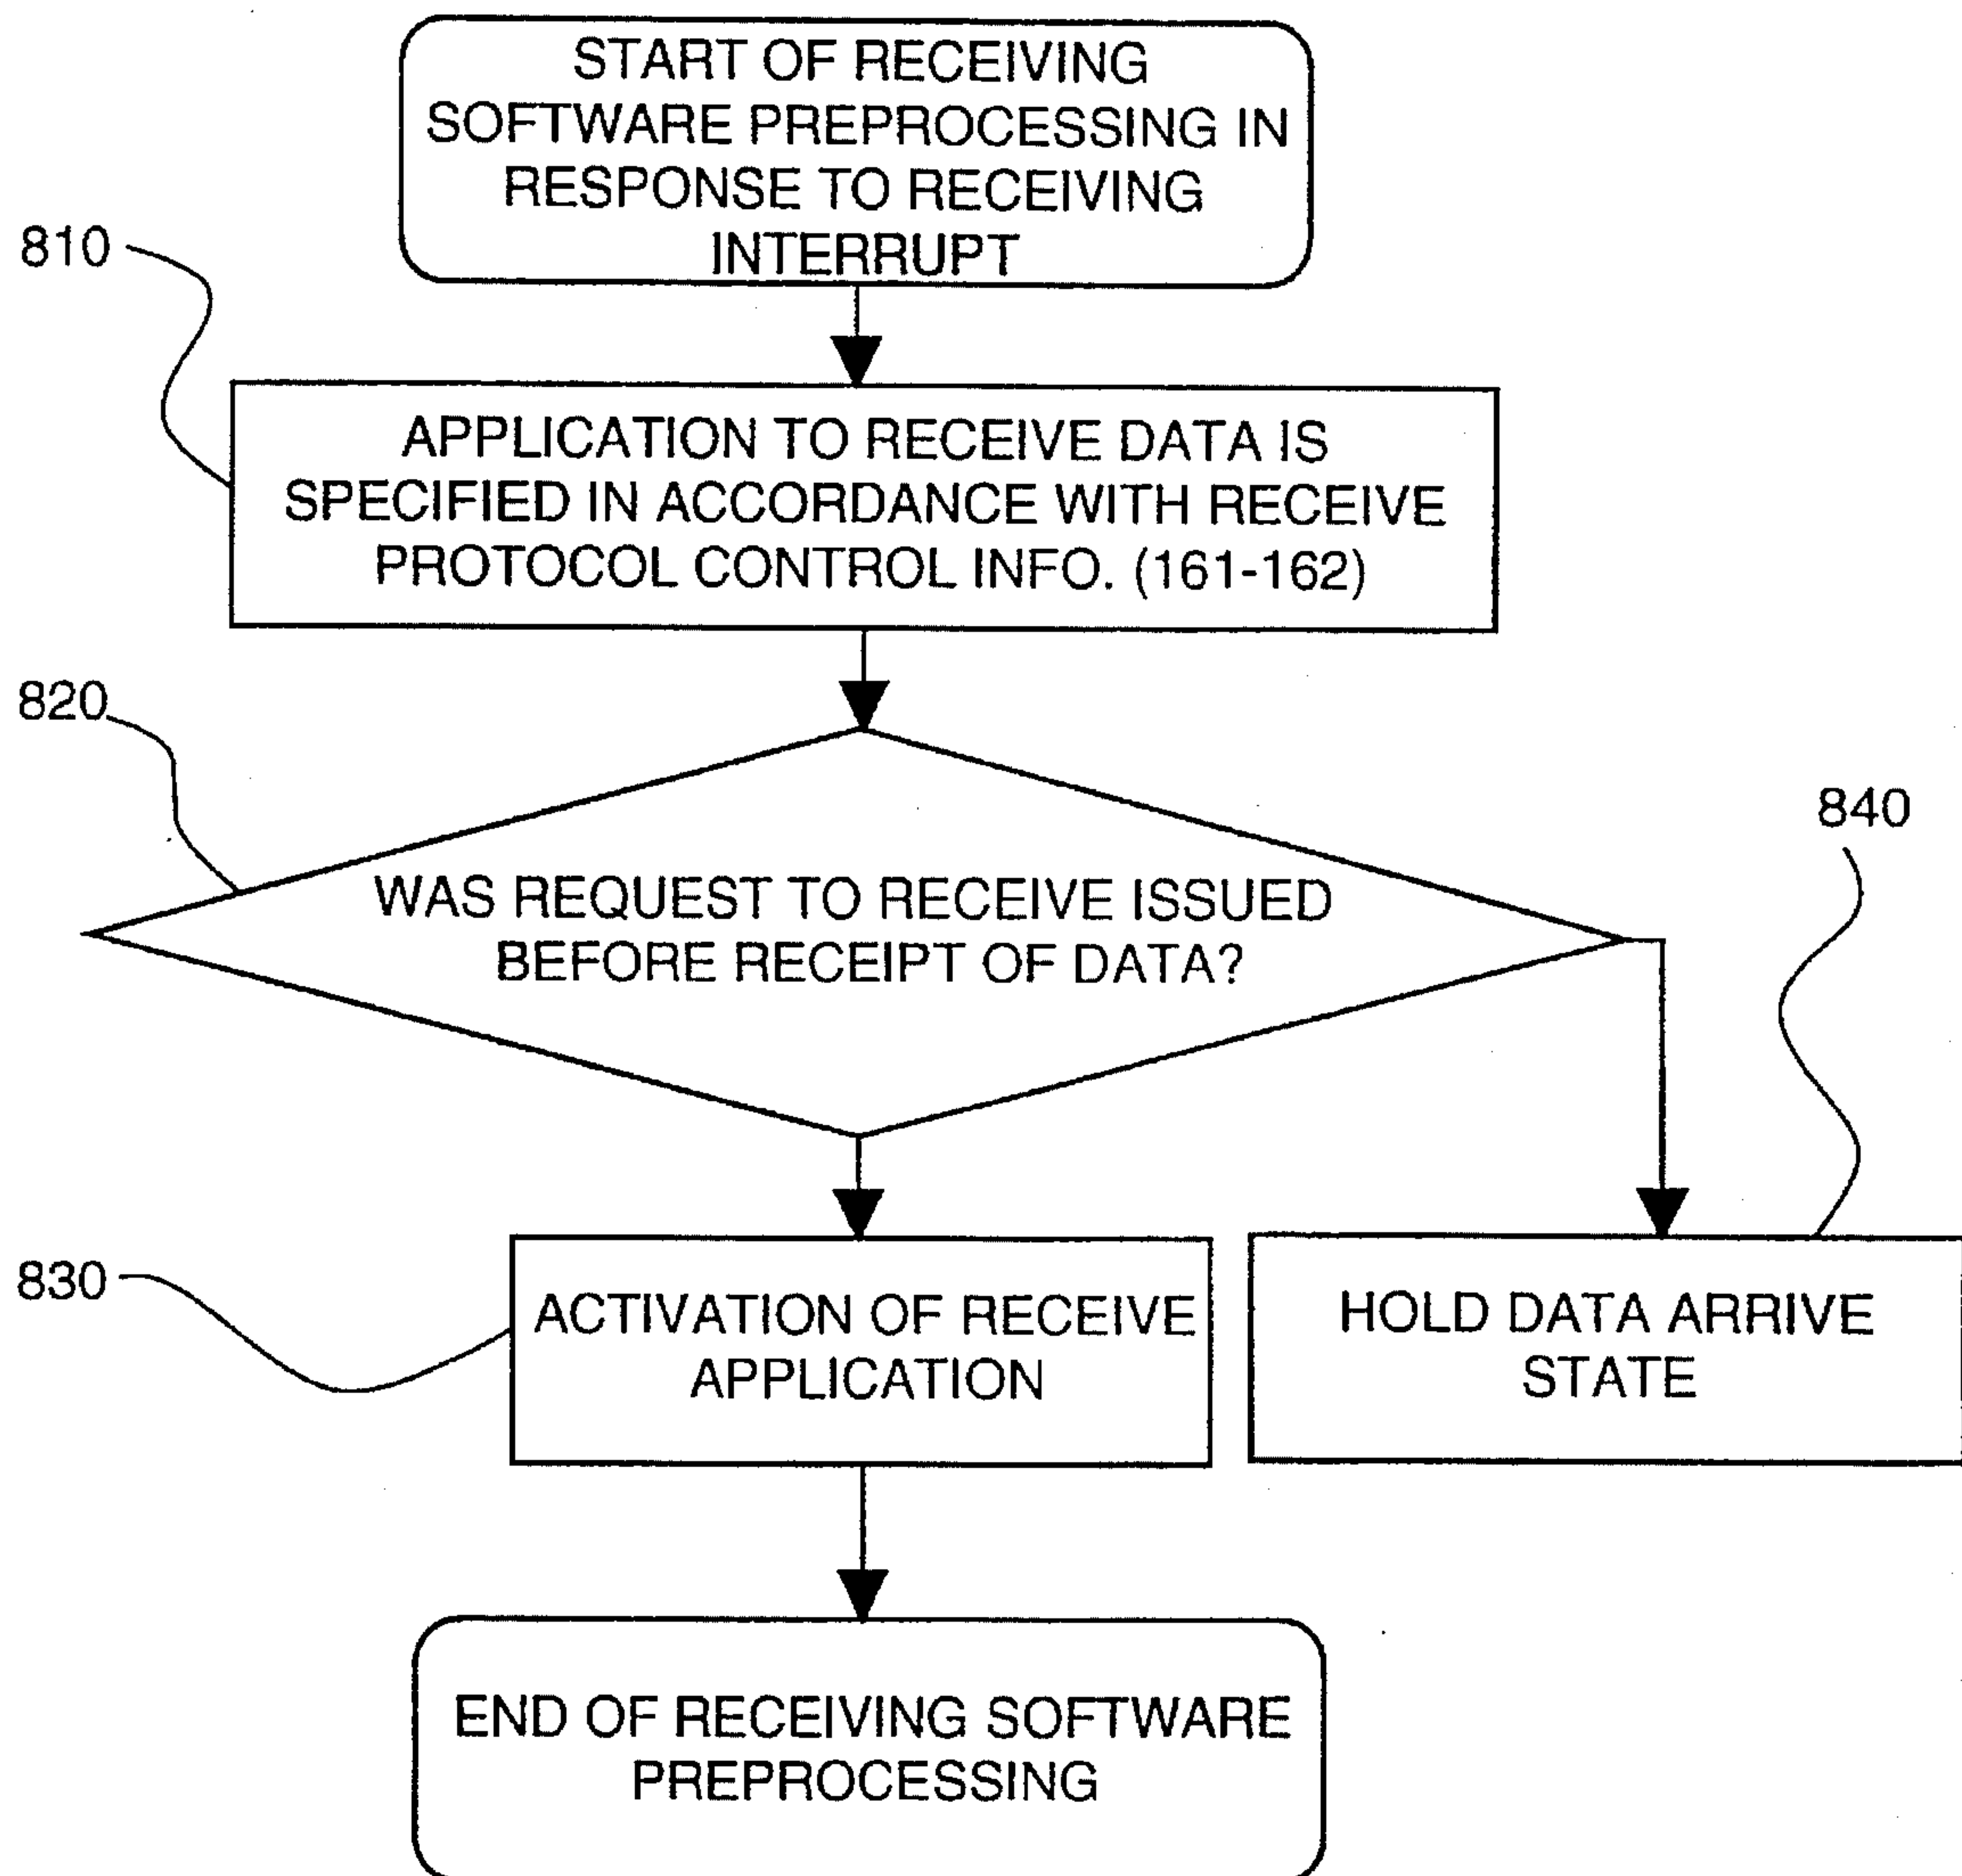 START OF RECEIVING
SOFTWARE PREPROCESSING IN
RESPONSE TO RECEIVING
INTERRUPT
810
APPLICATION TO RECEIVE DATA IS
SPECIFIED IN ACCORDANCE WITH RECEIVE
PROTOCOL CONTROL INFO. (161-162)
820
840
WAS REQUEST TO RECEIVE ISSUED
BEFORE RECEIPT OF DATA?
830
ACTIVATION OF RECEIVE
APPLICATION
HOLD DATA ARRIVE
STATE
END OF RECEIVING SOFTWARE
PREPROCESSING